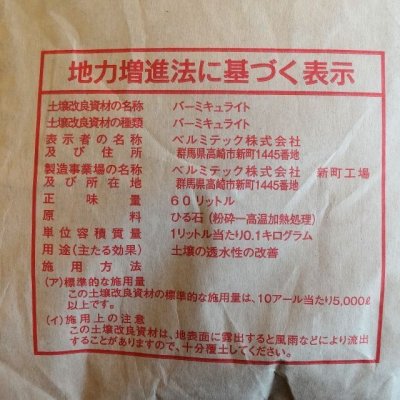 地力増進法に基づく表示
土壌改良資材の名称 バーミキュライト
土壌改良資材の種類 バーミキュライト
表示者の名称 ベルミテック株式会社
及び住所 群馬県高崎市新町1445番地
製造事業場の名称 ベルミテック株式会社 新町工場
及び所在地 群馬県高崎市新町1445番地
正味量 60リットル
原料 ひる石(粉砕ー高温加熱処理)
単位容積質量 1リットル当たり0.1キログラム
用途(主たる効果) 土壌の透水性の改善
施用方法
(ア)標準的な施用量
この土壌改良資材の標準的な施用量は、10アール当たり5,000ℓ
以上です。
(イ)施用上の注意
この土壌改良資材は、地表面に露出すると風雨などにより流出
することがありますので、十分覆土してください。